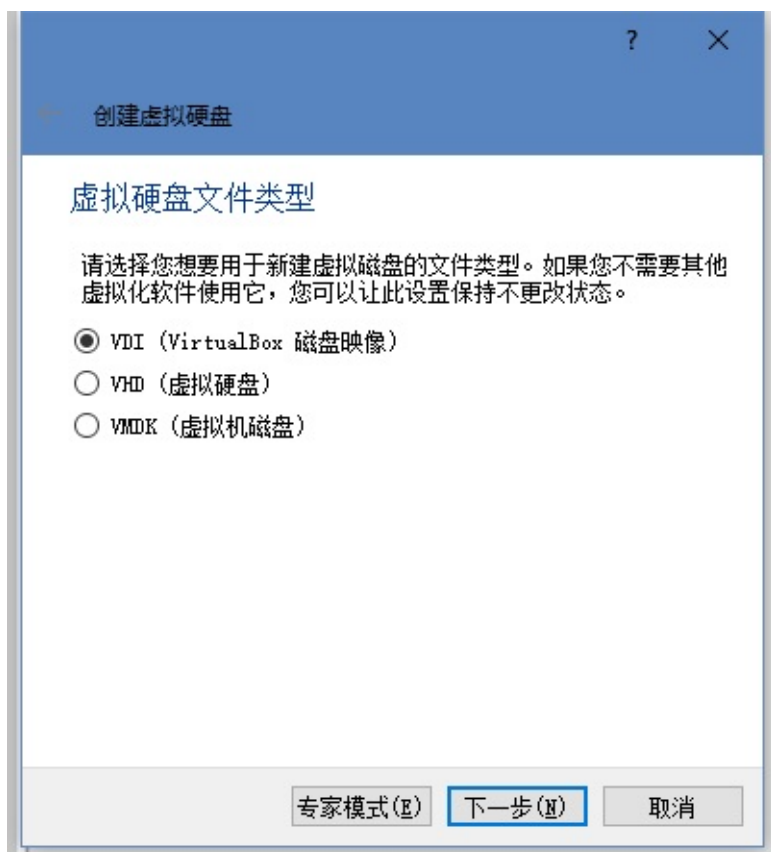 ?
创建虚拟硬盘
虚拟硬盘文件类型
请选择您想要用于新建虚拟磁盘的文件类型。如果您不需要其他
虚拟化软件使用它，您可以让此设置保持不更改状态。
VDI (VirtualBox 磁盘映像)
VHD (虚拟硬盘)
VMDK (虚拟机磁盘)
专家模式(E) 下一步(N) 取消